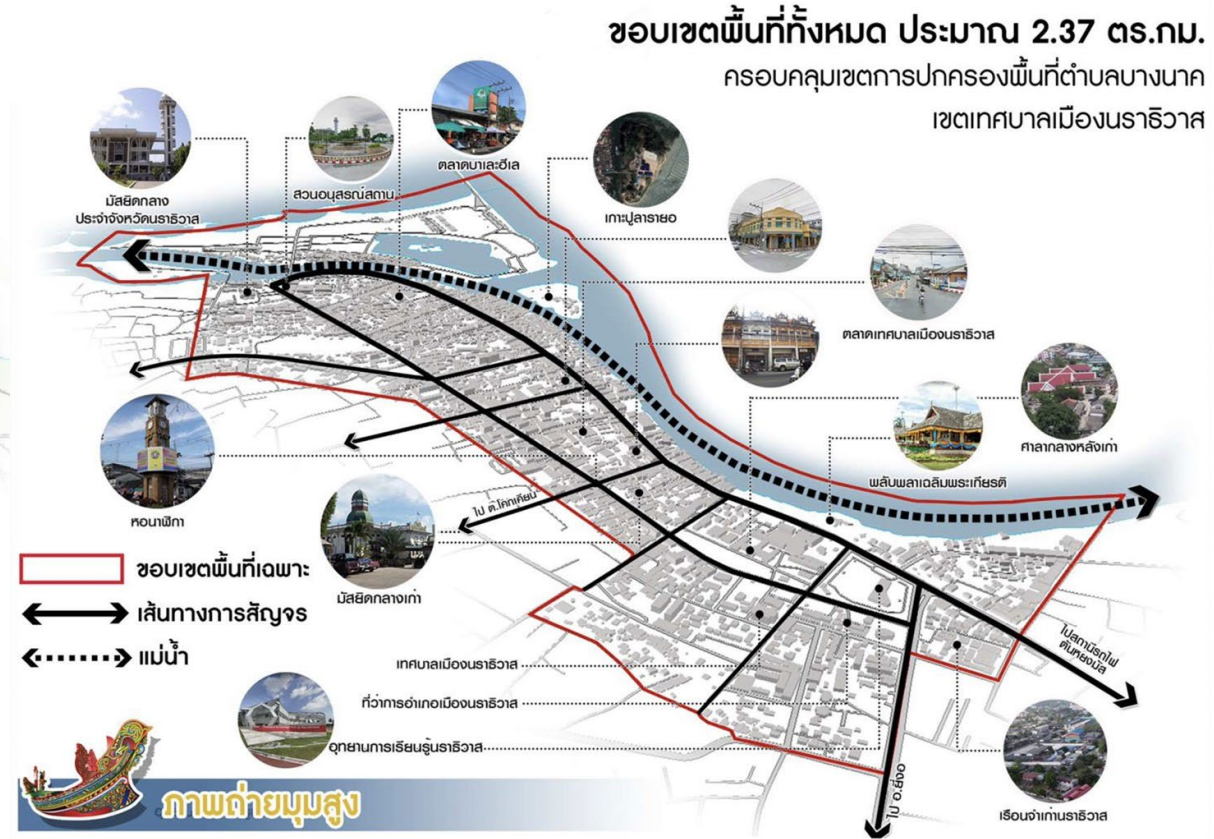 ขอบเขตพื้นที่ทั้งหมด ประมาณ 2.37 ตร.กม.
ครอบคลุมเขตการปกครองพื้นที่ตำบลบางนาค
เขตเทศบาลเมืองนราธิวาส
ตลาดบาเละฮีเล
สวนอนุสรณ์สถาน
มัสยิดกลาง
ประจำจังหวัดนราธิวาส
เกาะปูลารายอ
ตลาดเทศบาลเมืองนราธิวาส
ศาลากลางหลังเก่า
พลับพลาเฉลิมพระเกียรติ
หอนาฬิกา
ไป ต.โคกเคียน
มัสยิดกลางเก่า
ขอบเขตพื้นที่เฉพาะ
เส้นทางการสัญจร
แม่น้ำ
ไปสถานีรถไฟ
ตันหยงมัส
เทศบาลเมืองนราธิวาส
ที่ว่าการอำเภอเมืองนราธิวาส
อุทยานการเรียนรู้นราธิวาส
ไป อ.ยี่งอ
เรือนจำเก่านราธิวาส
ภาพถ่ายมุมสูง